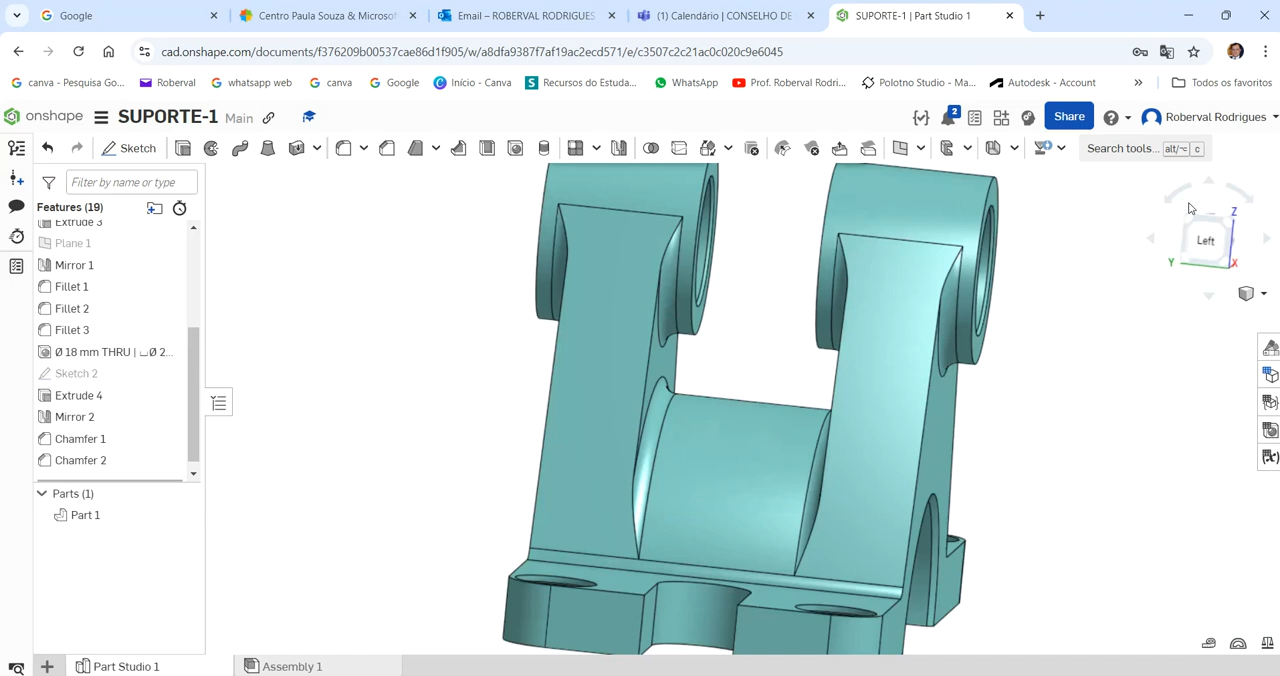 Google
Centro Paula Souza & Microsof
Email – ROBERVAL RODRIGUES
(1) Calendário | CONSELHO DE
SUPORTE-1 | Part Studio 1
cad.onshape.com/documents/f376209b00537cae86d1f905/w/a8dfa9387f7af19ac2ecd571/e/c3507c2c21ac0c020c9e6045
canva - Pesquisa Go...
Roberval
whatsapp web
canva
Google
Início - Canva
Recursos do Estuda...
WhatsApp
Prof. Roberval Rodri...
Polotno Studio - Ma...
Autodesk - Account
»
Todos os favoritos
onshape
SUPORTE-1
Main
2
Share
Roberval Rodrigues
Sketch
Search tools...
alt/⌥
c
Filter by name or type
Features (19)
Extrude 3
Plane 1
Mirror 1
Fillet 1
Fillet 2
Fillet 3
Ø 18 mm THRU | ⌴Ø 2...
Sketch 2
Extrude 4
Mirror 2
Chamfer 1
Chamfer 2
Parts (1)
Part 1
Z
Left
Y
X
Part Studio 1
Assembly 1